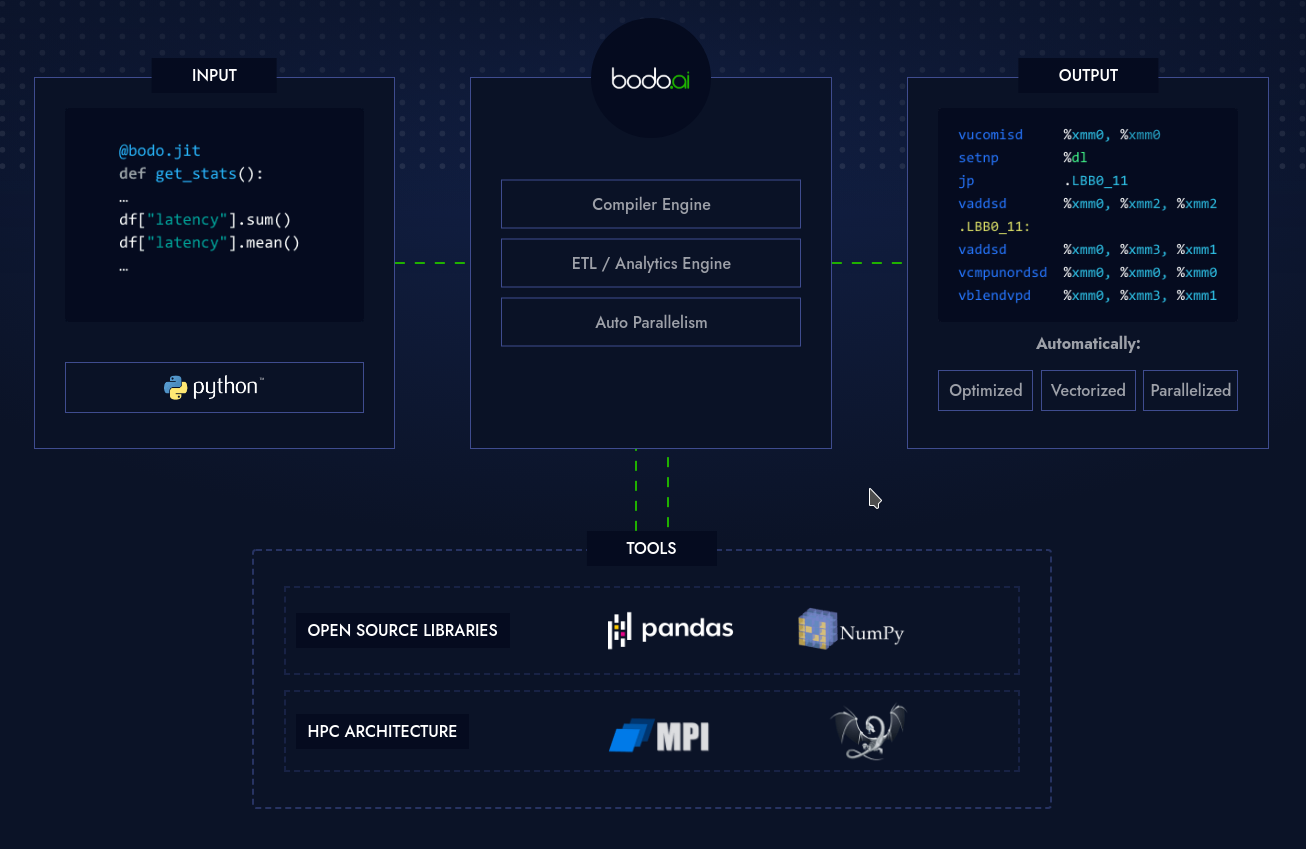 INPUT
@bodo.jit
def get_stats():
…
df["latency"].sum()
df["latency"].mean()
…
python™
bodo.ai
Compiler Engine
ETL / Analytics Engine
Auto Parallelism
OUTPUT
vucomisd %xmm0, %xmm0
setnp %dl
jp .LBB0_11
vaddsd %xmm0, %xmm2, %xmm2
.LBB0_11:
vaddsd %xmm0, %xmm3, %xmm1
vcmpunordsd %xmm0, %xmm0, %xmm0
vblendvpd %xmm0, %xmm3, %xmm1
Automatically:
Optimized Vectorized Parallelized
TOOLS
OPEN SOURCE LIBRARIES pandas NumPy
HPC ARCHITECTURE MPI